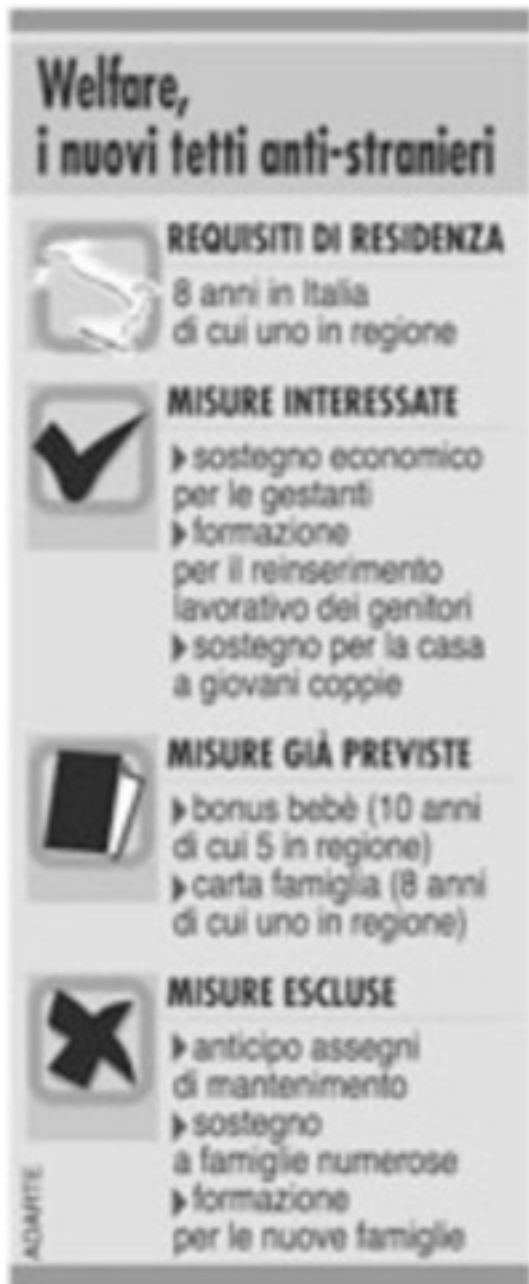 Welfare,
i nuovi tetti anti-stranieri
REQUISITI DI RESIDENZA
8 anni in Italia
di cui uno in regione
MISURE INTERESSATE
▶ sostegno economico
per le gestanti
▶ formazione
per il reinserimento
lavorativo dei genitori
▶ sostegno per la casa
a giovani coppie
MISURE GIÀ PREVISTE
▶ bonus bebè (10 anni
di cui 5 in regione)
▶ carta famiglia (8 anni
di cui uno in regione)
MISURE ESCLUSE
▶ anticipo assegni
di mantenimento
▶ sostegno
a famiglie numerose
▶ formazione
per le nuove famiglie
ADARTE